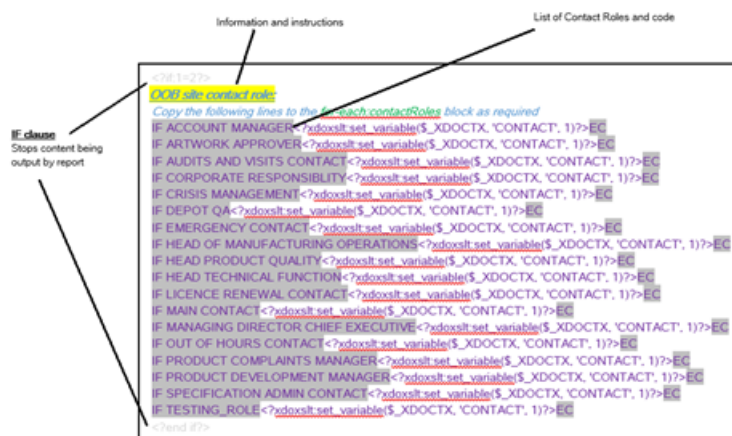 Information and instructions
List of Contact Roles and code
<?if:1=2?>
OOB site contact role:
Copy the following lines to the for-each:contactRoles block as required
IF clause
Stops content being
output by report
IF ACCOUNT MANAGER<?xdoxslt:set_variable($_XDOCTX, 'CONTACT', 1)?>EC
IF ARTWORK APPROVER<?xdoxslt:set_variable($_XDOCTX, 'CONTACT', 1)?>EC
IF AUDITS AND VISITS CONTACT<?xdoxslt:set_variable($_XDOCTX, 'CONTACT', 1)?>EC
IF CORPORATE RESPONSIBLITY<?xdoxslt:set_variable($_XDOCTX, 'CONTACT', 1)?>EC
IF CRISIS MANAGEMENT<?xdoxslt:set_variable($_XDOCTX, 'CONTACT', 1)?>EC
IF DEPOT QA<?xdoxslt:set_variable($_XDOCTX, 'CONTACT', 1)?>EC
IF EMERGENCY CONTACT<?xdoxslt:set_variable($_XDOCTX, 'CONTACT', 1)?>EC
IF HEAD OF MANUFACTURING OPERATIONS<?xdoxslt:set_variable($_XDOCTX, 'CONTACT', 1)?>EC
IF HEAD PRODUCT QUALITY<?xdoxslt:set_variable($_XDOCTX, 'CONTACT', 1)?>EC
IF HEAD TECHNICAL FUNCTION<?xdoxslt:set_variable($_XDOCTX, 'CONTACT', 1)?>EC
IF LICENCE RENEWAL CONTACT<?xdoxslt:set_variable($_XDOCTX, 'CONTACT', 1)?>EC
IF MAIN CONTACT<?xdoxslt:set_variable($_XDOCTX, 'CONTACT', 1)?>EC
IF MANAGING DIRECTOR CHIEF EXECUTIVE<?xdoxslt:set_variable($_XDOCTX, 'CONTACT', 1)?>EC
IF OUT OF HOURS CONTACT<?xdoxslt:set_variable($_XDOCTX, 'CONTACT', 1)?>EC
IF PRODUCT COMPLAINTS MANAGER<?xdoxslt:set_variable($_XDOCTX, 'CONTACT', 1)?>EC
IF PRODUCT DEVELOPMENT MANAGER<?xdoxslt:set_variable($_XDOCTX, 'CONTACT', 1)?>EC
IF SPECIFICATION ADMIN CONTACT<?xdoxslt:set_variable($_XDOCTX, 'CONTACT', 1)?>EC
IF TESTING_ROLE<?xdoxslt:set_variable($_XDOCTX, 'CONTACT', 1)?>EC
<?end if?>